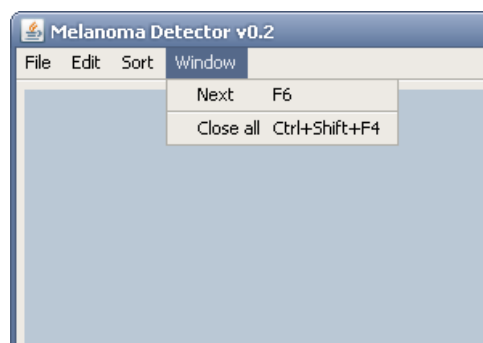 Melanoma Detector v0.2
File Edit Sort Window
Next F6
Close all Ctrl+Shift+F4